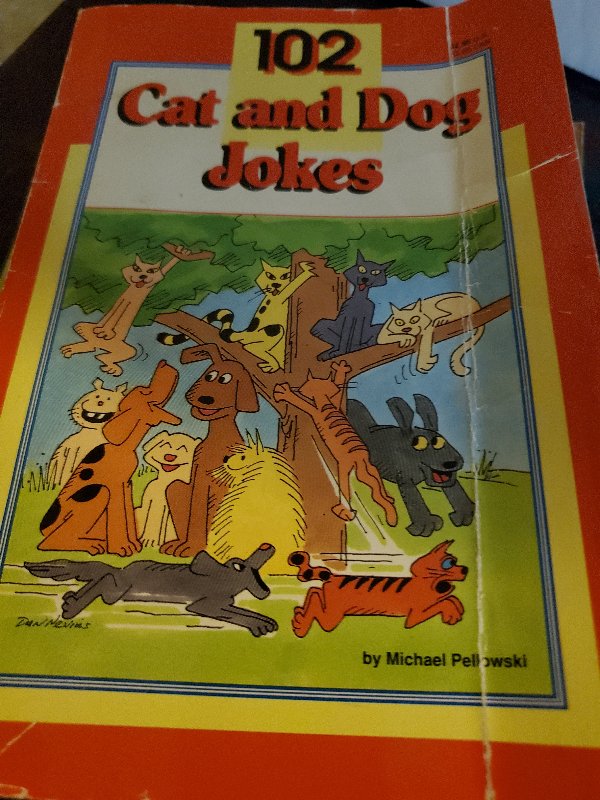 102
Cat and Dog
Jokes
by Michael Pellowski